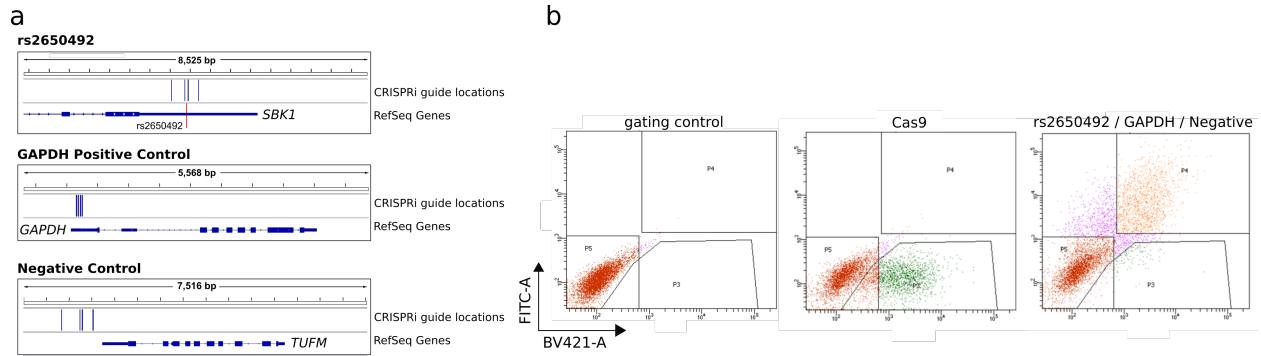 a
rs2650492
8,525 bp
CRISPRi guide locations
RefSeq Genes
SBK1
rs2650492
GAPDH Positive Control
5,568 bp
CRISPRi guide locations
RefSeq Genes
GAPDH
Negative Control
7,516 bp
CRISPRi guide locations
RefSeq Genes
TUFM
b
gating control
P4
P5
P3
FITC-A
BV421-A
Cas9
P4
P5
P3
rs2650492 / GAPDH / Negative
P4
P5
P3